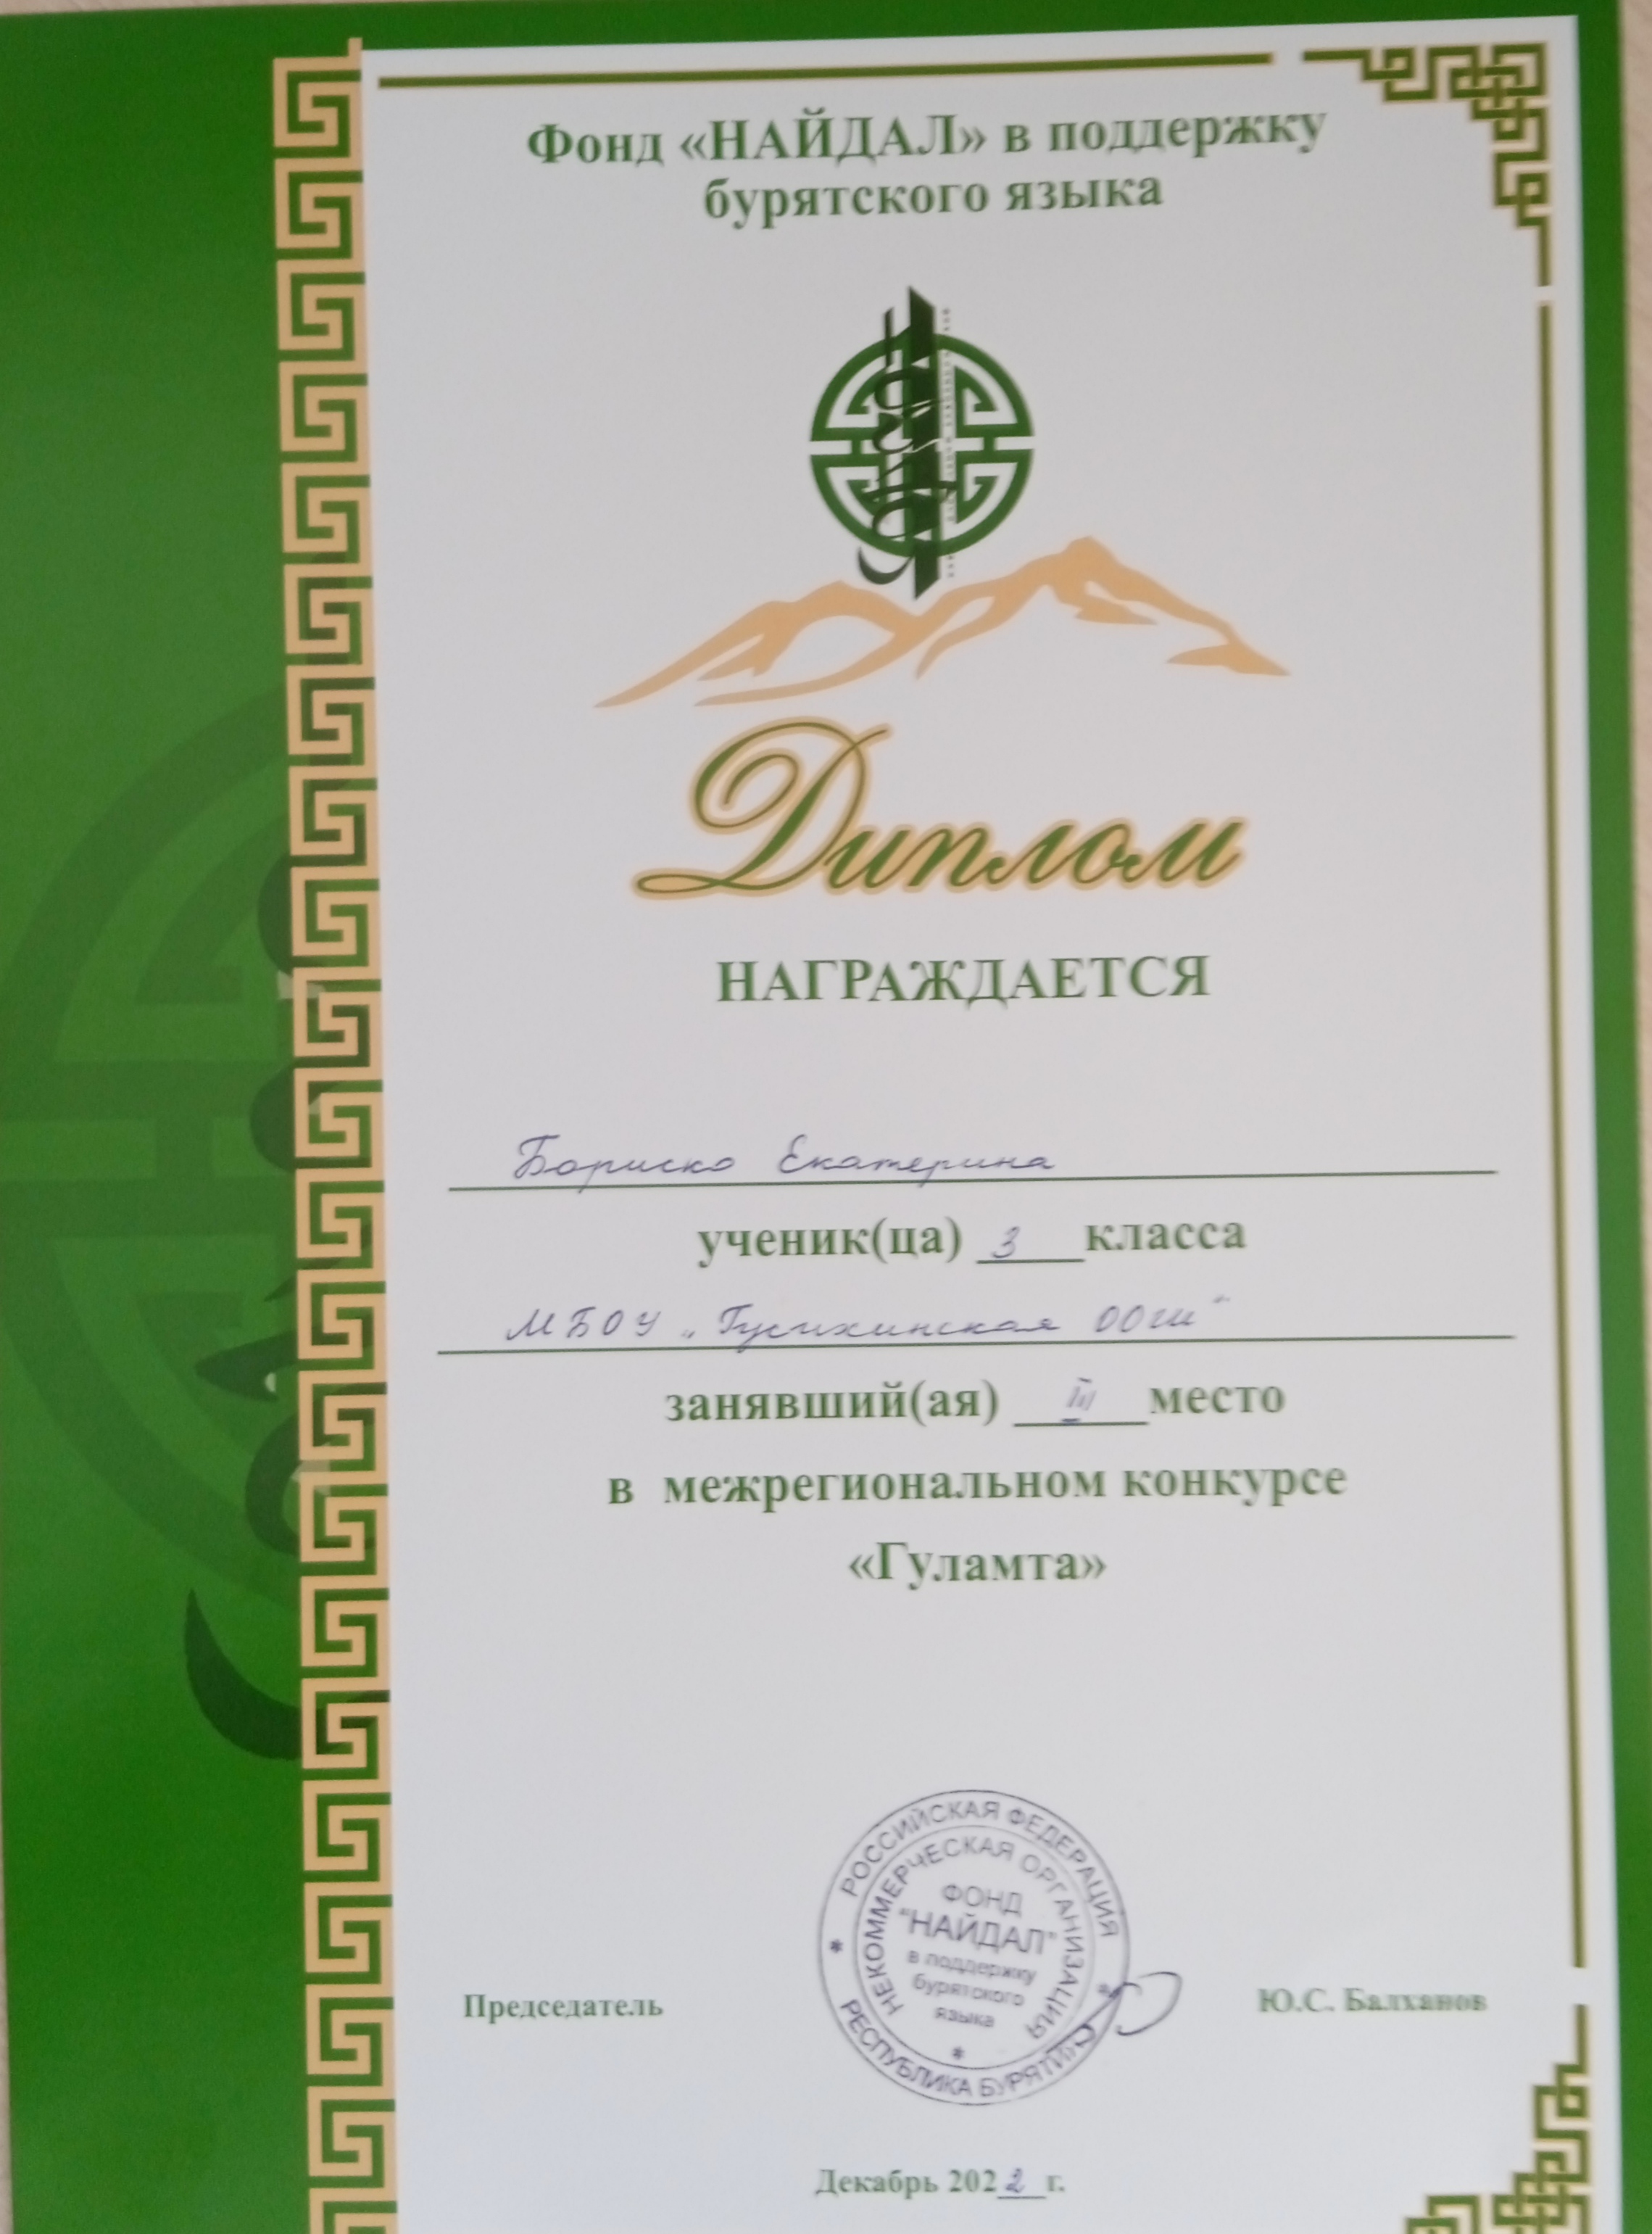 Фонд «НАЙДАЛ» в поддержку
бурятского языка
Диплом
НАГРАЖДАЕТСЯ
Бориско Екатерина
ученик(ца) 3 класса
МБОУ "Гусихинская ООШ"
занявший(ая) III место
в межрегиональном конкурсе
«Гуламта»
РОССИЙСКАЯ ФЕДЕРАЦИЯ
НЕКОММЕРЧЕСКАЯ ОРГАНИЗАЦИЯ
ФОНД
"НАЙДАЛ"
в поддержку
бурятского
языка
РЕСПУБЛИКА БУРЯТИЯ
Председатель Ю.С. Балханов
Декабрь 2022 г.